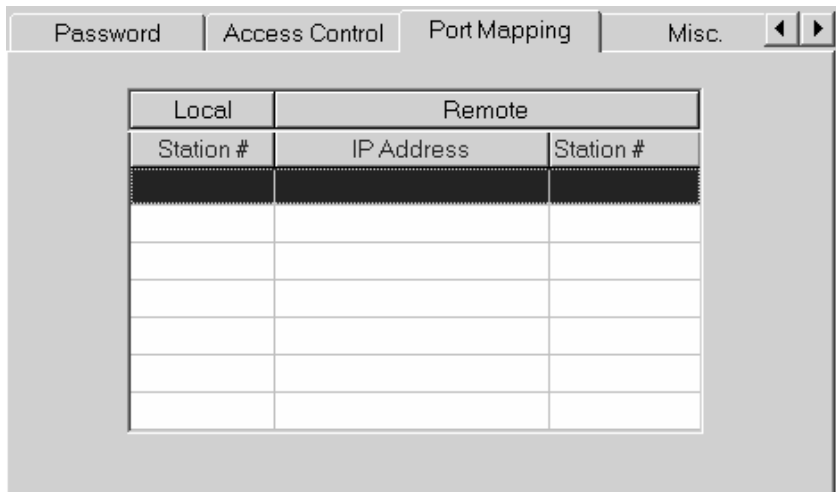 Password Access Control Port Mapping Misc.
Local Remote
Station # IP Address Station #